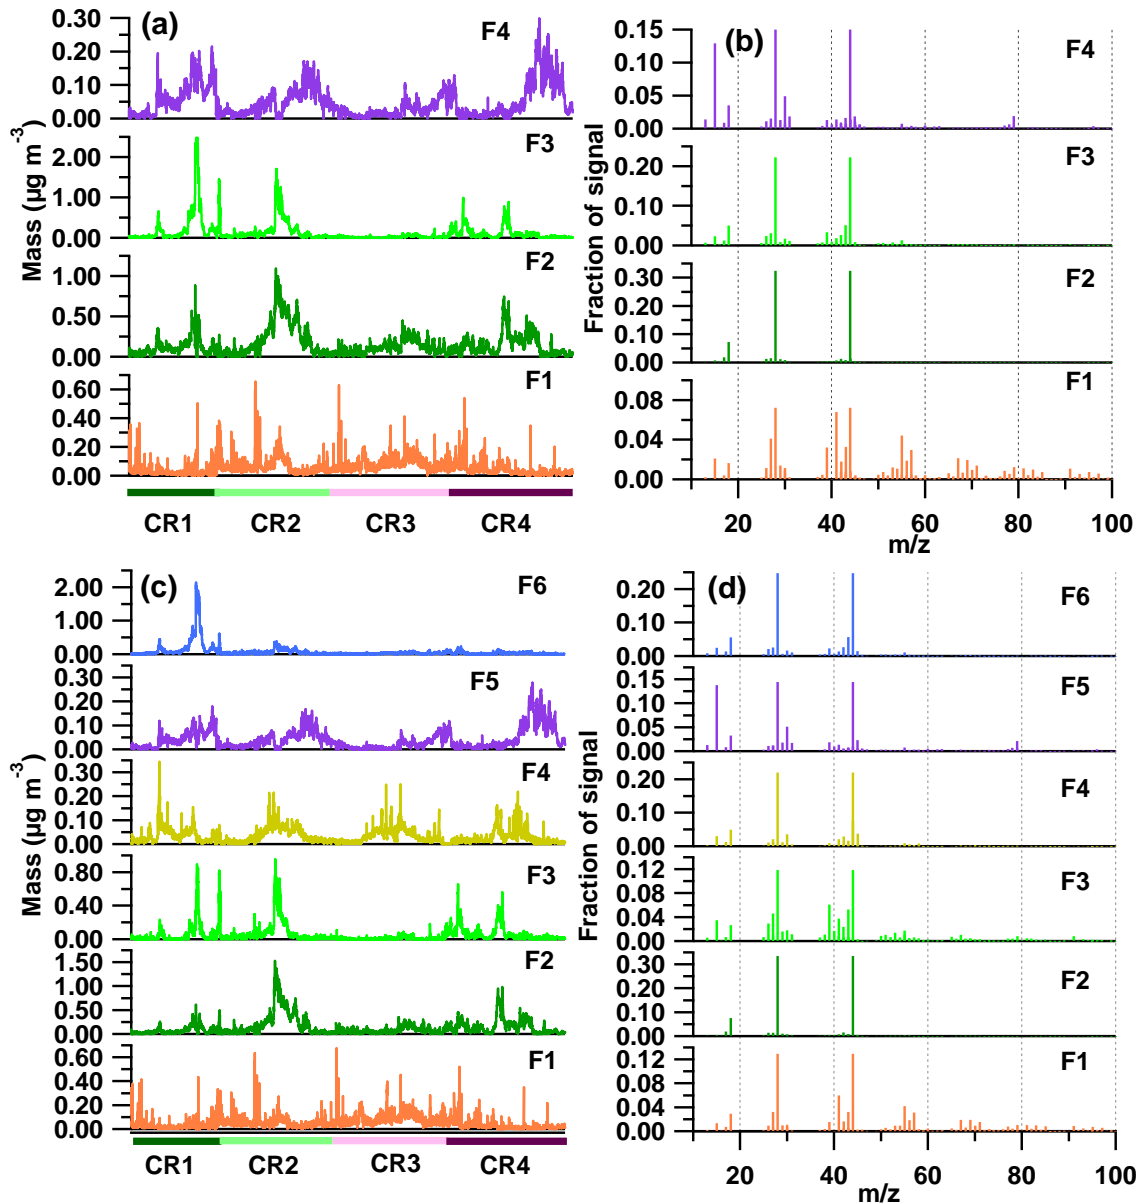 (a)
F4
0.30
0.20
0.10
0.00
F3
2.00
1.00
0.00
F2
1.00
0.50
0.00
F1
0.60
0.40
0.20
0.00
Mass (µg m⁻³)
CR1 CR2 CR3 CR4
(b)
F4
0.15
0.10
0.05
0.00
F3
0.20
0.10
0.00
F2
0.30
0.20
0.10
0.00
F1
0.08
0.04
0.00
Fraction of signal
20 40 60 80 100
m/z
(c)
F6
2.00
1.00
0.00
F5
0.30
0.20
0.10
0.00
F4
0.30
0.20
0.10
0.00
F3
0.80
0.40
0.00
F2
1.50
1.00
0.50
0.00
F1
0.60
0.40
0.20
0.00
Mass (µg m⁻³)
CR1 CR2 CR3 CR4
(d)
F6
0.20
0.10
0.00
F5
0.15
0.10
0.05
0.00
F4
0.20
0.10
0.00
F3
0.12
0.08
0.04
0.00
F2
0.30
0.20
0.10
0.00
F1
0.12
0.08
0.04
0.00
Fraction of signal
20 40 60 80 100
m/z